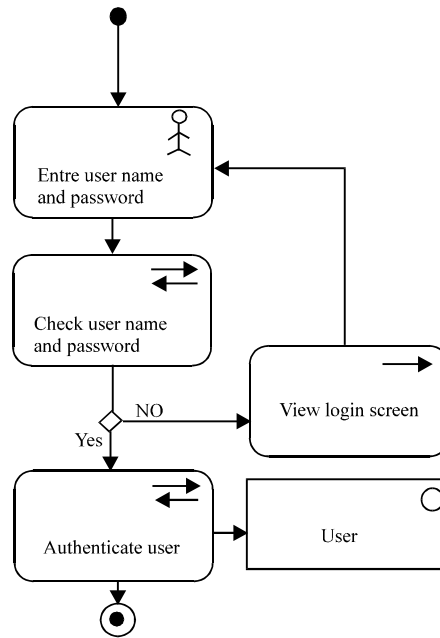 Entre user name
and password
Check user name
and password
NO
View login screen
Yes
Authenticate user
User